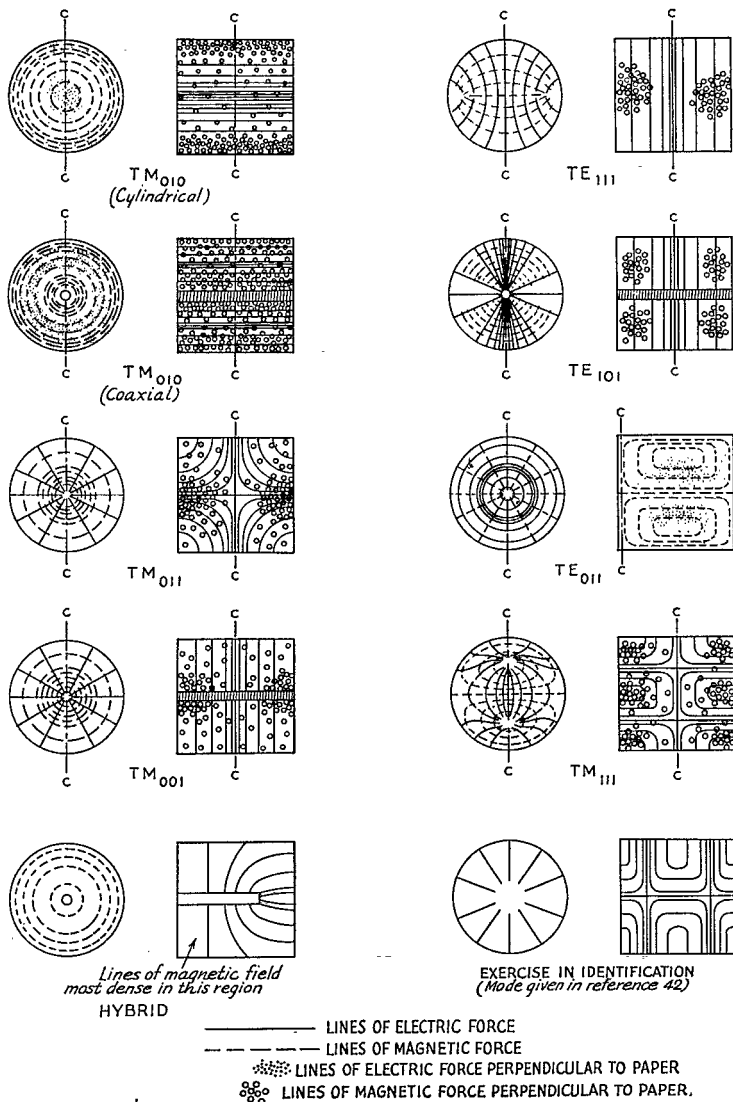 C C
TM010
(Cylindrical)
C C
C C
TE111
C C
C C
TM010
(Coaxial)
C C
C C
TE101
C C
C C
TM011
C C
C C
TE011
C C
C C
TM001
C C
C C
TM111
C C
Lines of magnetic field
most dense in this region
HYBRID
EXERCISE IN IDENTIFICATION
(Mode given in reference 42)
LINES OF ELECTRIC FORCE
LINES OF MAGNETIC FORCE
LINES OF ELECTRIC FORCE PERPENDICULAR TO PAPER
LINES OF MAGNETIC FORCE PERPENDICULAR TO PAPER.